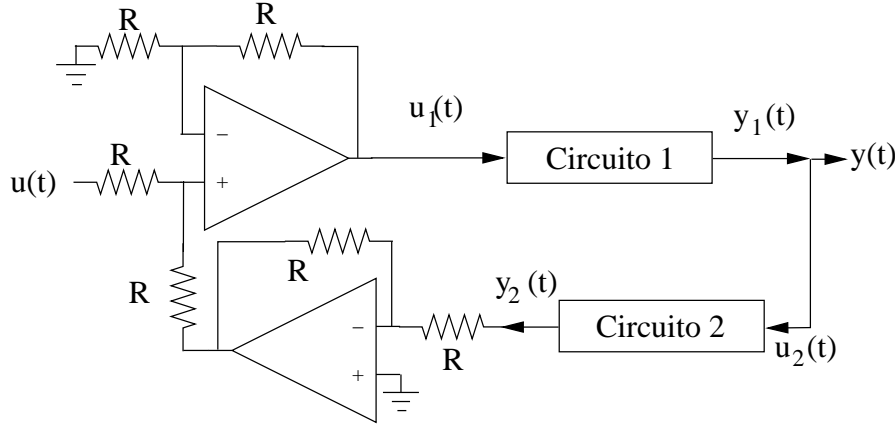 R
R
u₁(t)
y₁(t)
−
R
Circuito 1
u(t)
+
y(t)
R
R
y₂(t)
−
Circuito 2
R
u₂(t)
+